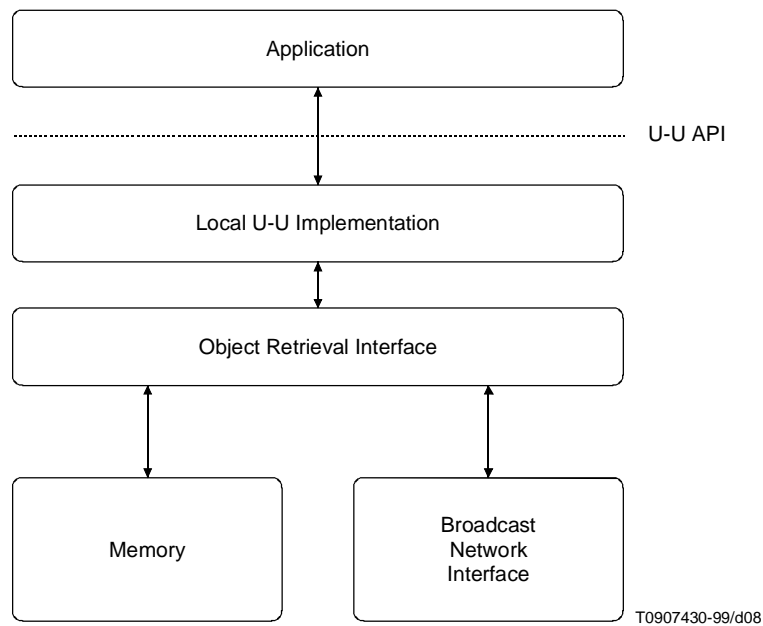 Application
U-U API
Local U-U Implementation
Object Retrieval Interface
Memory
Broadcast
Network
Interface
T0907430-99/d08